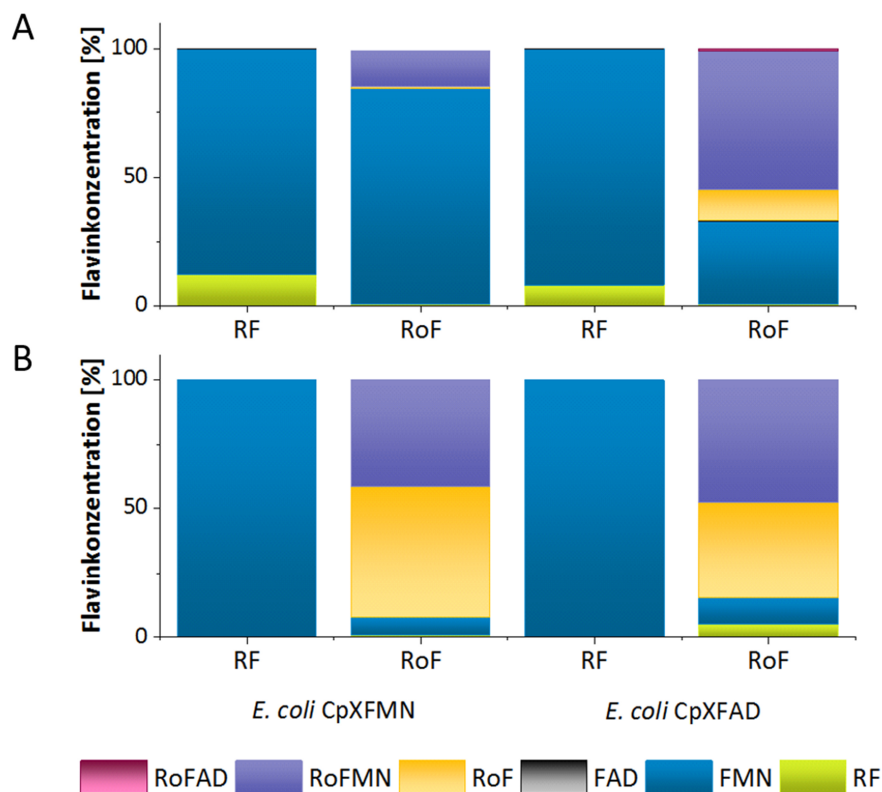 A
Flavinkonzentration [%]
100
50
0
RF RoF RF RoF
B
Flavinkonzentration [%]
100
50
0
RF RoF RF RoF
E. coli CpXFMN E. coli CpXFAD
RoFAD RoFMN RoF FAD FMN RF